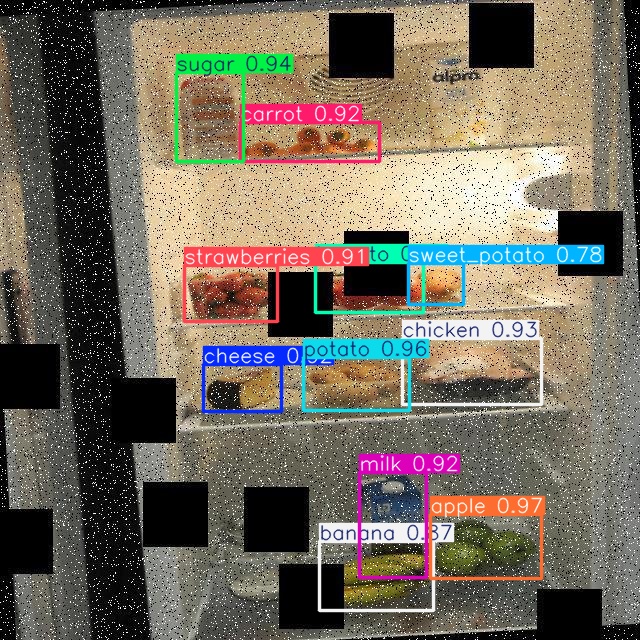 alpro
sugar 0.94
carrot 0.92
strawberries 0.91
sweet_potato 0.78
chicken 0.93
cheese
potato 0.96
milk 0.92
apple 0.97
banana 0.87